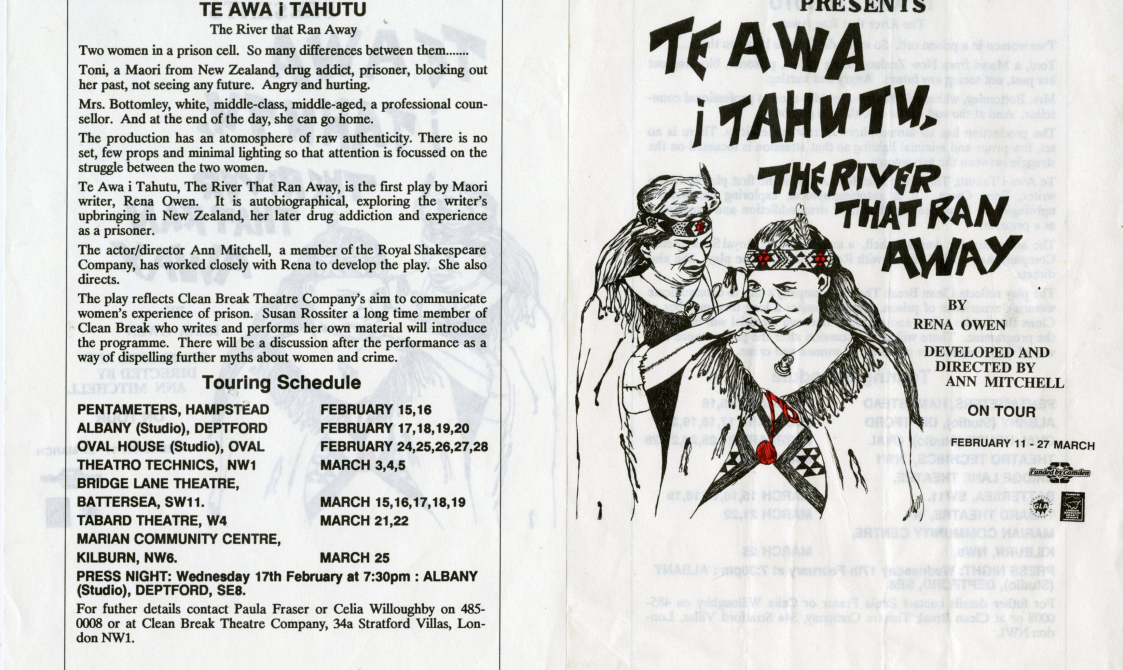 TE AWA i TAHUTU
The River that Ran Away
Two women in a prison cell. So many differences between them.......
Toni, a Maori from New Zealand, drug addict, prisoner, blocking out
her past, not seeing any future. Angry and hurting.
Mrs. Bottomley, white, middle-class, middle-aged, a professional coun-
sellor. And at the end of the day, she can go home.
The production has an atomosphere of raw authenticity. There is no
set, few props and minimal lighting so that attention is focussed on the
struggle between the two women.
Te Awa i Tahutu, The River That Ran Away, is the first play by Maori
writer, Rena Owen. It is autobiographical, exploring the writer's
upbringing in New Zealand, her later drug addiction and experience
as a prisoner.
The actor/director Ann Mitchell, a member of the Royal Shakespeare
Company, has worked closely with Rena to develop the play. She also
directs.
The play reflects Clean Break Theatre Company's aim to communicate
women's experience of prison. Susan Rossiter a long time member of
Clean Break who writes and performs her own material will introduce
the programme. There will be a discussion after the performance as a
way of dispelling further myths about women and crime.
Touring Schedule
PENTAMETERS, HAMPSTEAD FEBRUARY 15,16
ALBANY (Studio), DEPTFORD FEBRUARY 17,18,19,20
OVAL HOUSE (Studio), OVAL FEBRUARY 24,25,26,27,28
THEATRO TECHNICS, NW1 MARCH 3,4,5
BRIDGE LANE THEATRE,
BATTERSEA, SW11. MARCH 15,16,17,18,19
TABARD THEATRE, W4 MARCH 21,22
MARIAN COMMUNITY CENTRE,
KILBURN, NW6. MARCH 25
PRESS NIGHT: Wednesday 17th February at 7:30pm : ALBANY
(Studio), DEPTFORD, SE8.
For futher details contact Paula Fraser or Celia Willoughby on 485-
0008 or at Clean Break Theatre Company, 34a Stratford Villas, Lon-
don NW1.
PRESENTS
TE AWA
i TAHUTU,
THE RIVER
THAT RAN
AWAY
BY
RENA OWEN
DEVELOPED AND
DIRECTED BY
ANN MITCHELL
ON TOUR
FEBRUARY 11 - 27 MARCH
Funded by Camden
GLA